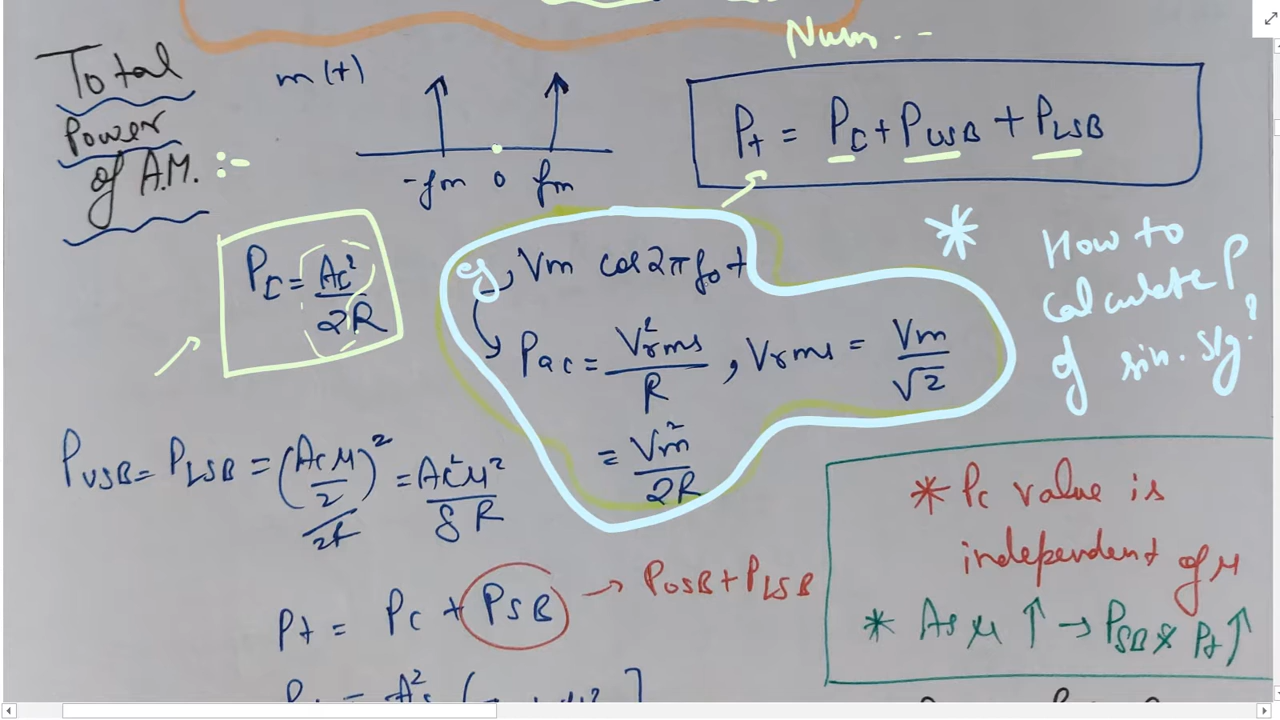 Num...
Total
Power
of A.M. :-
m(t)
-fm 0 fm
Pt = Pc + PUSB + PLSB
Pc = Ac²/2R
eg, Vm cos2πfot
Pac = V²rms/R , Vrms = Vm/√2
= Vm²/2R
* How to
calculate P
of sin. sig.?
PUSB = PLSB = (Acμ/2)²/2R = Ac²μ²/8R
Pt = Pc + PSB → PUSB + PLSB
* Pc value is
independent of μ
* As μ ↑ → PSB & Pt ↑